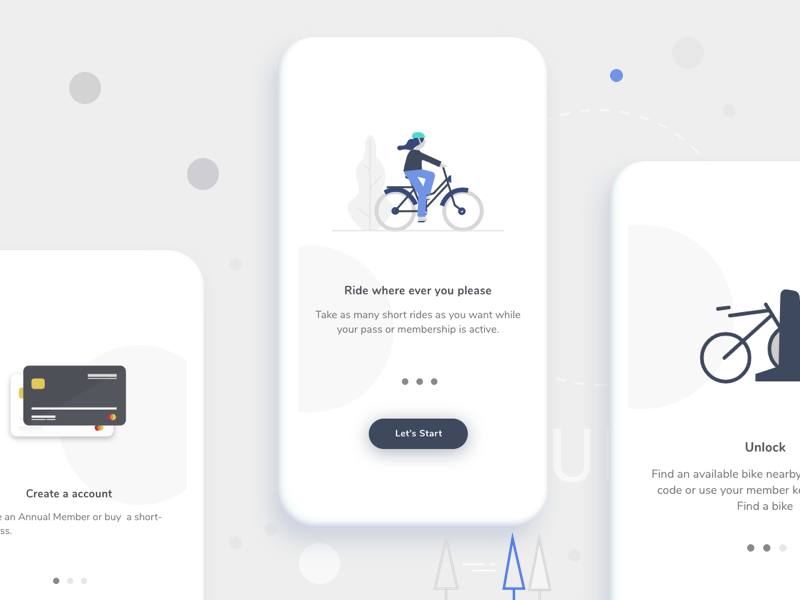 Ride where ever you please
Take as many short rides as you want while
your pass or membership is active.
Let's Start
Create a account
an Annual Member or buy a short-
Unlock
Find an available bike nearby
code or use your member
Find a bike